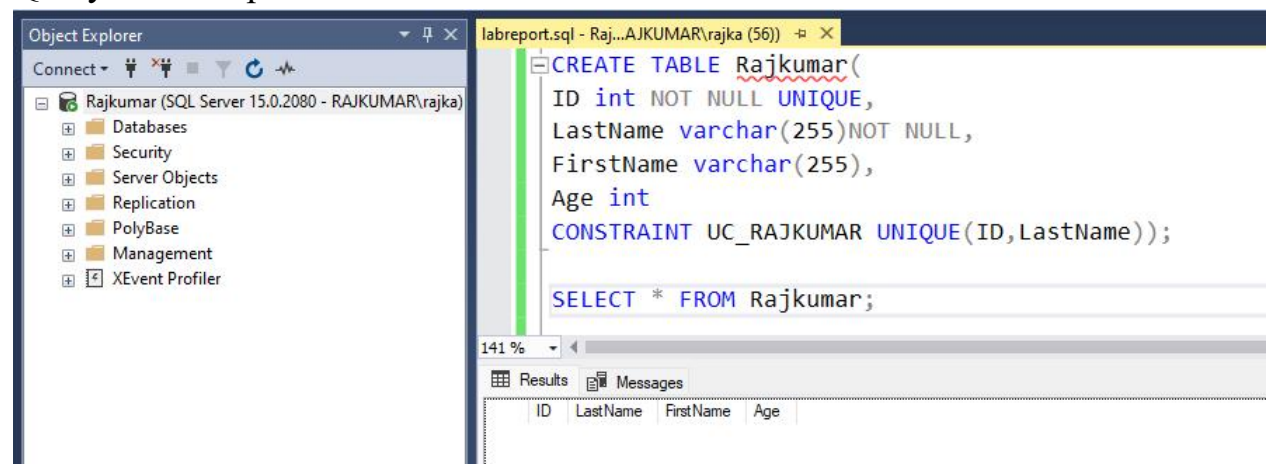 Object Explorer
Connect
Rajkumar (SQL Server 15.0.2080 - RAJKUMAR\rajka)
Databases
Security
Server Objects
Replication
PolyBase
Management
XEvent Profiler
labreport.sql - Raj...AJKUMAR\rajka (56))
CREATE TABLE Rajkumar(
ID int NOT NULL UNIQUE,
LastName varchar(255)NOT NULL,
FirstName varchar(255),
Age int
CONSTRAINT UC_RAJKUMAR UNIQUE(ID,LastName));
SELECT * FROM Rajkumar;
141 %
Results Messages
ID LastName FirstName Age